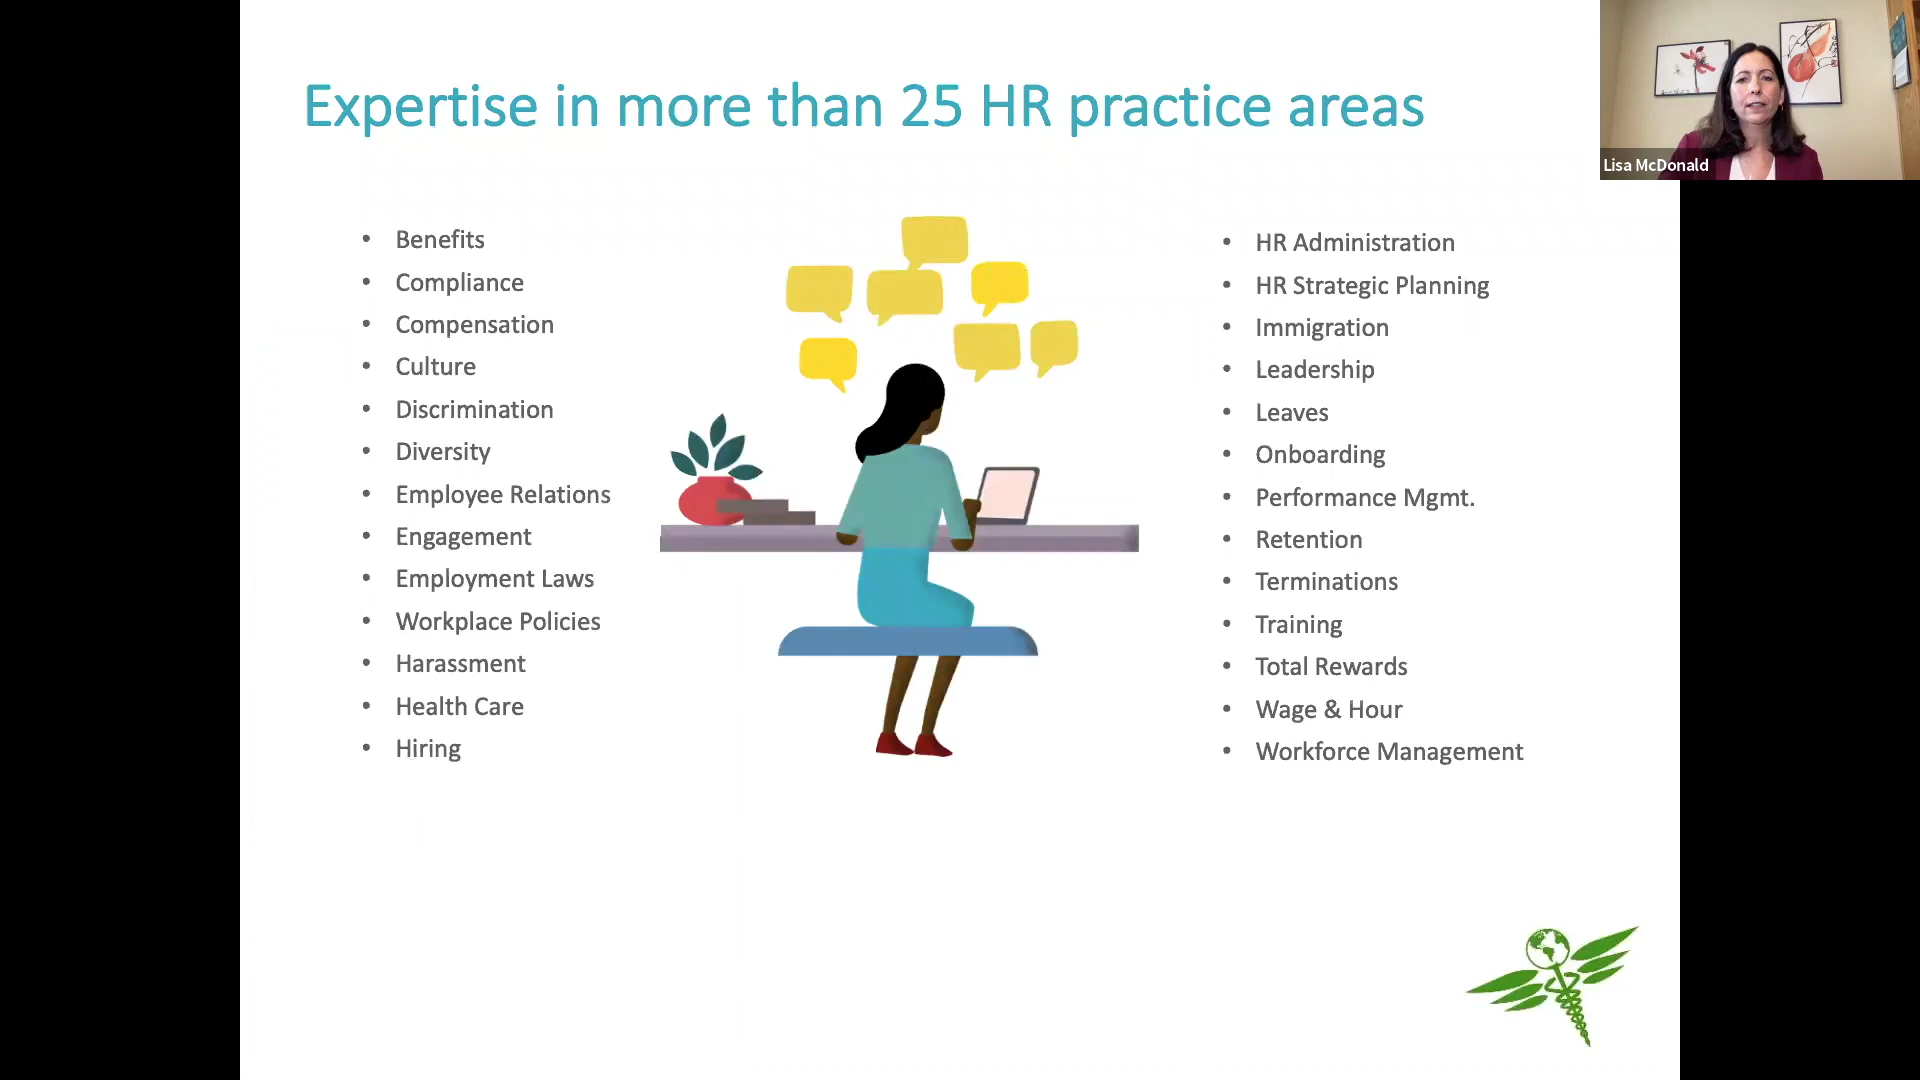 Expertise in more than 25 HR practice areas
Lisa McDonald
• Benefits
• Compliance
• Compensation
• Culture
• Discrimination
• Diversity
• Employee Relations
• Engagement
• Employment Laws
• Workplace Policies
• Harassment
• Health Care
• Hiring
• HR Administration
• HR Strategic Planning
• Immigration
• Leadership
• Leaves
• Onboarding
• Performance Mgmt.
• Retention
• Terminations
• Training
• Total Rewards
• Wage & Hour
• Workforce Management